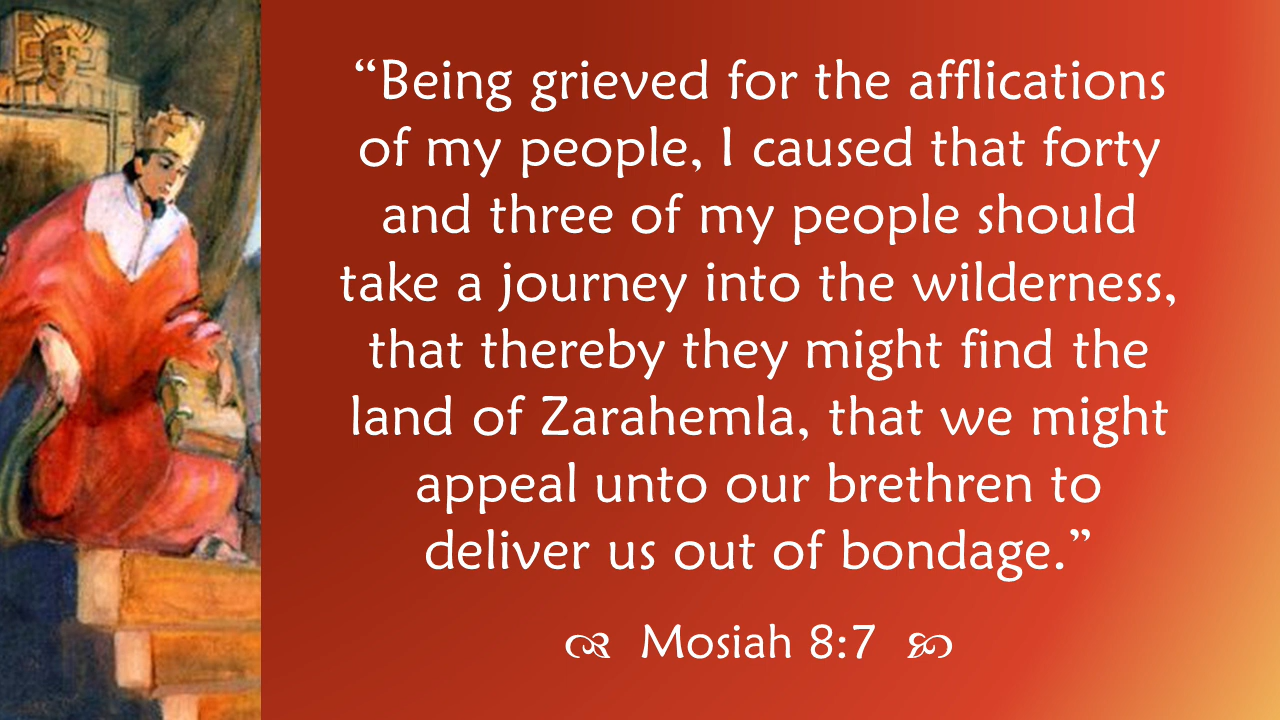 “Being grieved for the afflications
of my people, I caused that forty
and three of my people should
take a journey into the wilderness,
that thereby they might find the
land of Zarahemla, that we might
appeal unto our brethren to
deliver us out of bondage.”
Mosiah 8:7